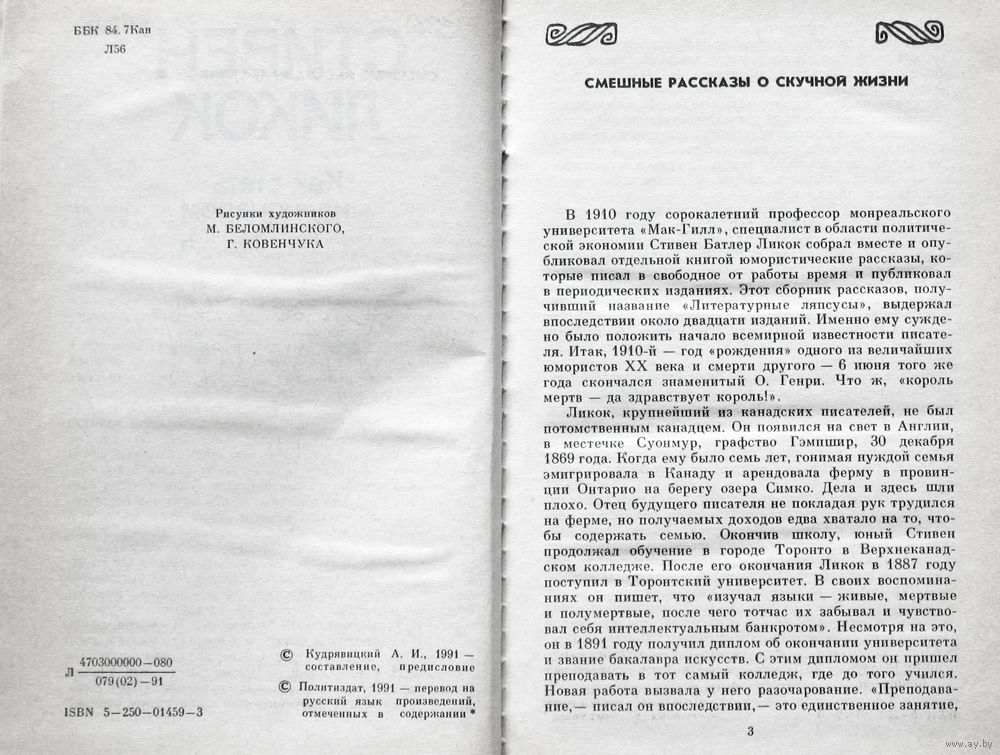 ББК 84.7Кан
Л56
Рисунки художников
М. БЕЛОМЛИНСКОГО,
Г. КОВЕНЧУКА
Л 4703000000—080
079(02)—91
ISBN 5—250—01459—3
© Кудрявицкий А. И., 1991 —
составление, предисловие
© Политиздат, 1991 — перевод на
русский язык произведений,
отмеченных в содержании *
СМЕШНЫЕ РАССКАЗЫ О СКУЧНОЙ ЖИЗНИ
В 1910 году сорокалетний профессор монреальского
университета «Мак-Гилл», специалист в области политиче-
ской экономии Стивен Батлер Ликок собрал вместе и опу-
бликовал отдельной книгой юмористические рассказы, ко-
торые писал в свободное от работы время и публиковал
в периодических изданиях. Этот сборник рассказов, полу-
чивший название «Литературные ляпсусы», выдержал
впоследствии около двадцати изданий. Именно ему сужде-
но было положить начало всемирной известности писате-
ля. Итак, 1910-й — год «рождения» одного из величайших
юмористов XX века и смерти другого — 6 июня того же
года скончался знаменитый О. Генри. Что ж, «король
мертв — да здравствует король!».
Ликок, крупнейший из канадских писателей, не был
потомственным канадцем. Он появился на свет в Англии,
в местечке Суонмур, графство Гэмпшир, 30 декабря
1869 года. Когда ему было семь лет, гонимая нуждой семья
эмигрировала в Канаду и арендовала ферму в провин-
ции Онтарио на берегу озера Симко. Дела и здесь шли
плохо. Отец будущего писателя не покладая рук трудился
на ферме, но получаемых доходов едва хватало на то, что-
бы содержать семью. Окончив школу, юный Стивен
продолжал обучение в городе Торонто в Верхнеканад-
ском колледже. После его окончания Ликок в 1887 году
поступил в Торонтский университет. В своих воспомина-
ниях он пишет, что «изучал языки — живые, мертвые
и полумертвые, после чего тотчас их забывал и чувство-
вал себя интеллектуальным банкротом». Несмотря на это,
он в 1891 году получил диплом об окончании университета
и звание бакалавра искусств. С этим дипломом он пришел
преподавать в тот самый колледж, где до того учился.
Новая работа вызвала у него разочарование. «Преподава-
ние,— писал он впоследствии,— это единственное занятие,
3
www.ay.by